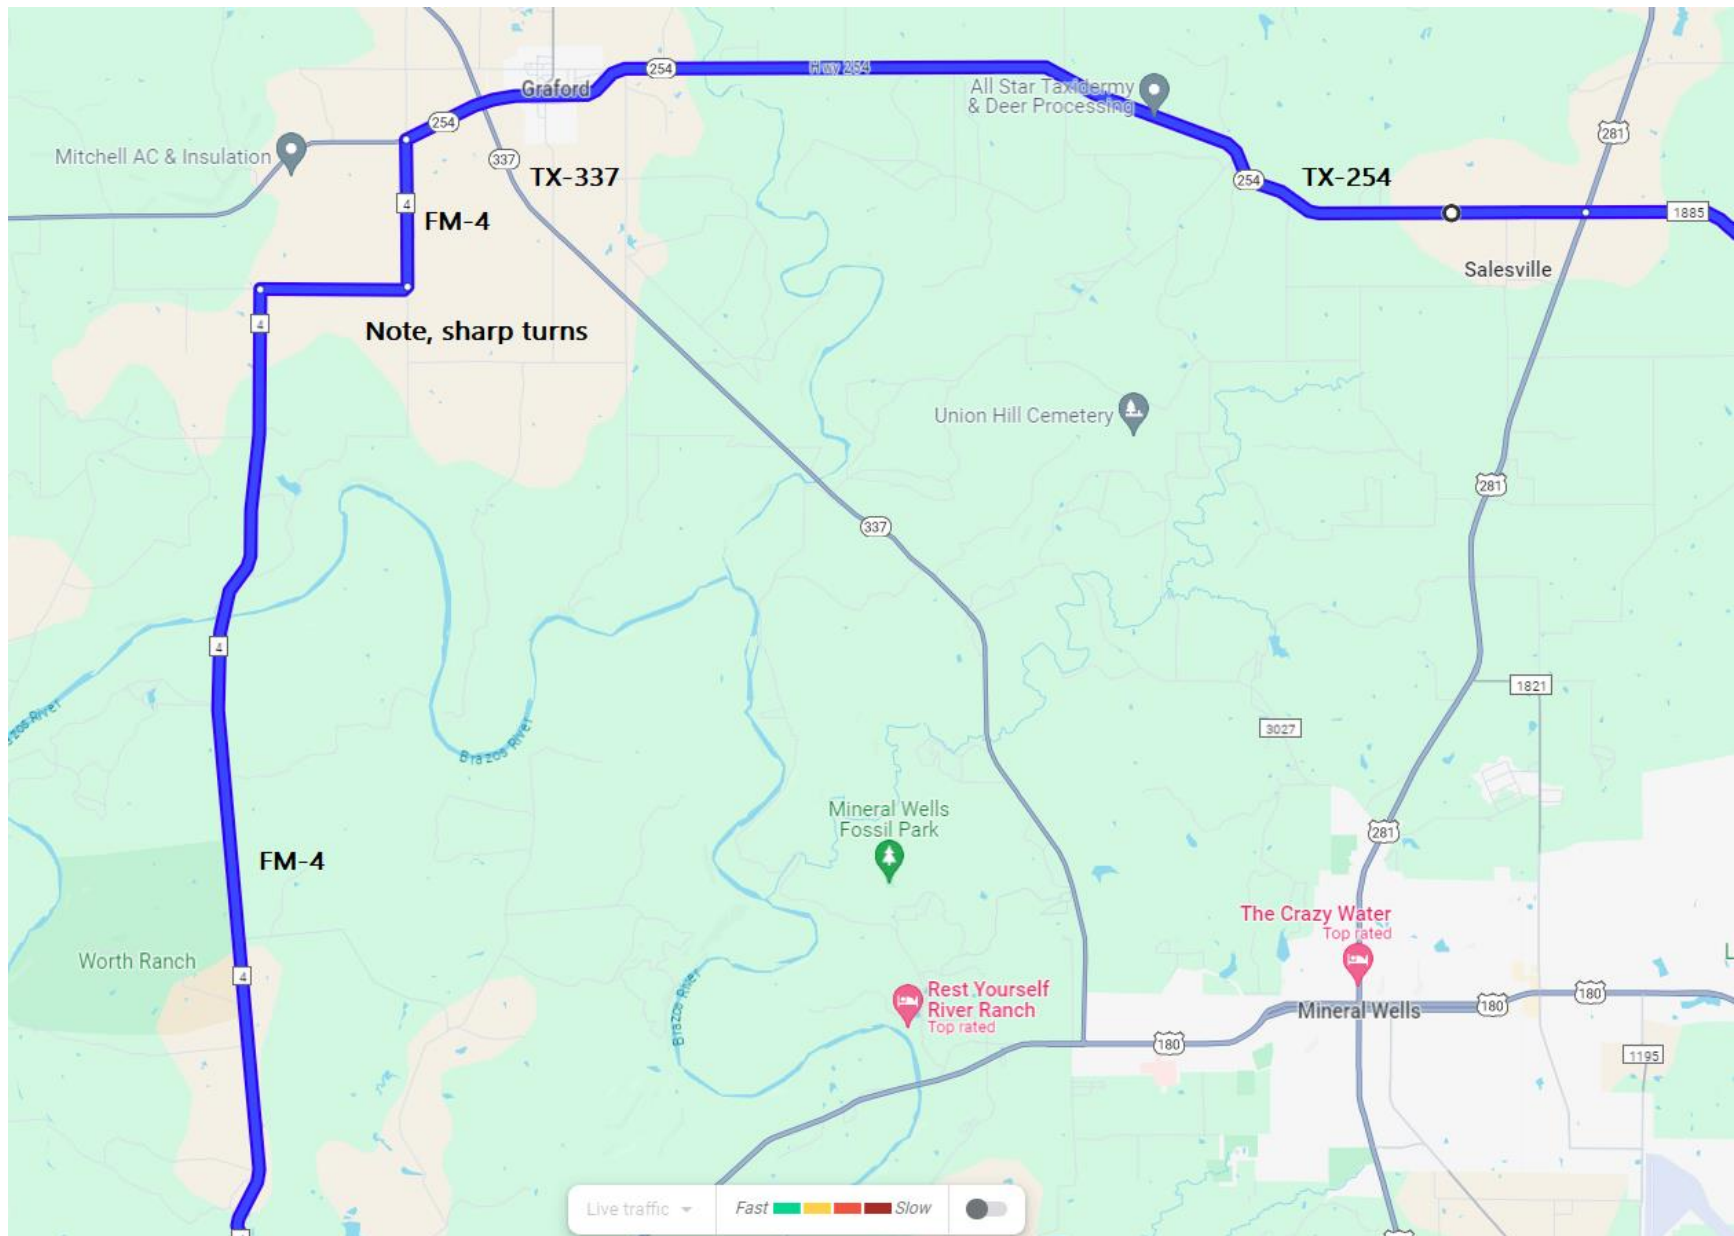 254
Hwy 254
Graford
All Star Taxidermy
& Deer Processing
254
281
Mitchell AC & Insulation
337
TX-337
254
TX-254
4
FM-4
1885
Salesville
4
Note, sharp turns
Union Hill Cemetery
281
337
4
1821
Brazos River
3027
Mineral Wells
Fossil Park
281
FM-4
The Crazy Water
Top rated
Worth Ranch
4
Brazos River
Rest Yourself
River Ranch
Top rated
180
180
Mineral Wells
180
1195
Live traffic
Fast
Slow